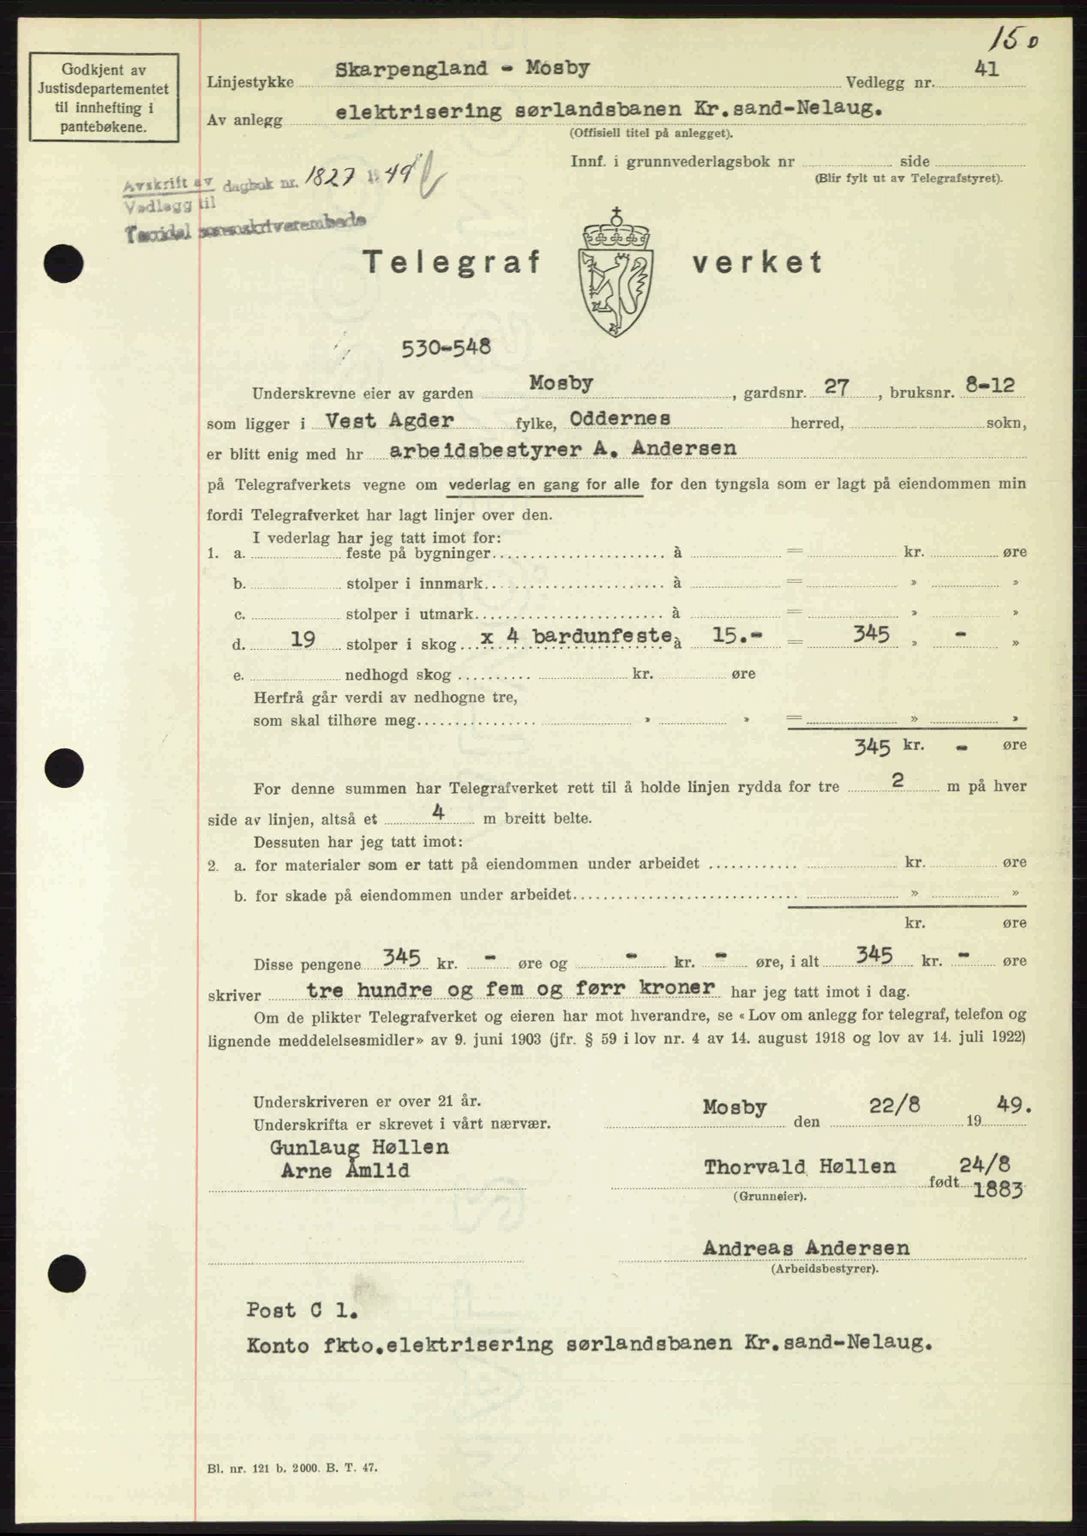 15 0
Godkjent av
Justisdepartementet
til innhefting i
pantebøkene.
Linjestykke Skarpengland - Mosby Vedlegg nr. 41
Av anlegg elektrisering sørlandsbanen Kr.sand-Nelaug.
(Offisiell titel på anlegget).
Innf. i grunnvederlagsbok nr side
(Blir fylt ut av Telegrafstyret).
Avskrift av dagbok nr. 1827 1949
Vedlegg til
sorenskriverembede
Telegraf verket
530-548
Underskrevne eier av garden Mosby, gardsnr. 27, bruksnr. 8-12
som ligger i Vest Agder fylke, Oddernes herred, sokn,
er blitt enig med hr arbeidsbestyrer A. Andersen
på Telegrafverkets vegne om vederlag en gang for alle for den tyngsla som er lagt på eiendommen min
fordi Telegrafverket har lagt linjer over den.
I vederlag har jeg tatt imot for:
1. a. feste på bygninger à = kr. øre
b. stolper i innmark à = » »
c. stolper i utmark à = » »
d. 19 stolper i skog x 4 bardunfeste à 15.- = 345 » - »
e. nedhogd skog kr. øre
Herfrå går verdi av nedhogne tre,
som skal tilhøre meg » » = » »
345 kr. - øre
For denne summen har Telegrafverket rett til å holde linjen rydda for tre 2 m på hver
side av linjen, altså et 4 m breitt belte.
Dessuten har jeg tatt imot:
2. a. for materialer som er tatt på eiendommen under arbeidet kr. øre
b. for skade på eiendommen under arbeidet » »
kr. øre
Disse pengene 345 kr. - øre og - kr. - øre, i alt 345 kr. - øre
skriver tre hundre og fem og førr kroner har jeg tatt imot i dag.
Om de plikter Telegrafverket og eieren har mot hverandre, se «Lov om anlegg for telegraf, telefon og
lignende meddelelsesmidler» av 9. juni 1903 (jfr. § 59 i lov nr. 4 av 14. august 1918 og lov av 14. juli 1922)
Underskriveren er over 21 år.
Underskrifta er skrevet i vårt nærvær.
Mosby den 22/8 1949.
Gunlaug Høllen
Arne Åmlid
Thorvald Høllen født 24/8
1883
(Grunneier).
Andreas Andersen
(Arbeidsbestyrer).
Post C 1.
Konto fkto.elektrisering sørlandsbanen Kr.sand-Nelaug.
Bl. nr. 121 b. 2000. B. T. 47.